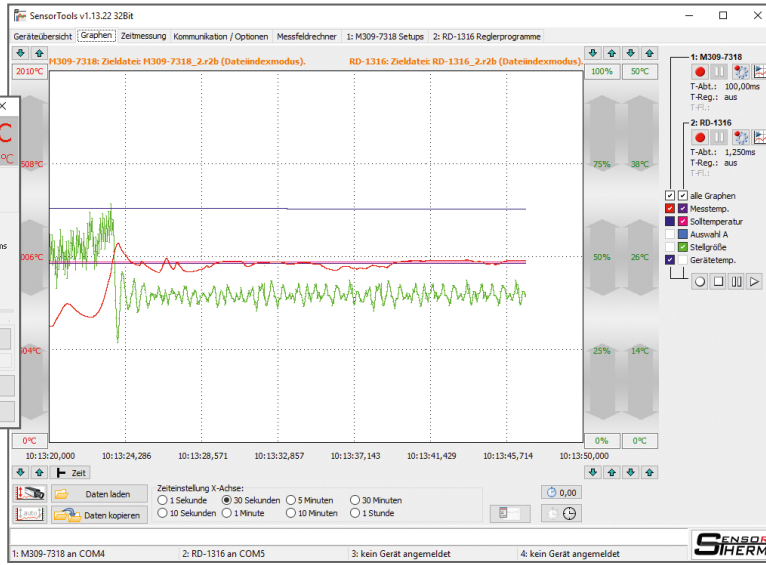 SensorTools v1.13.22 32Bit
Geräteübersicht Graphen Zeitmessung Kommunikation / Optionen Messfeldrechner 1: M309-7318 Setups 2: RD-1316 Reglerprogramme
M309-7318: Zieldatei: M309-7318_2.r2b (Dateiindexmodus). RD-1316: Zieldatei: RD-1316_2.r2b (Dateiindexmodus).
2010°C 100% 50°C
1: M309-7318
T-Abt.: 100,00ms
T-Reg.: aus
T-Fl.:
2: RD-1316
T-Abt.: 1,250ms
T-Reg.: aus
T-Fl.:
°C
508°C 75% 38°C
alle Graphen
Messtemp.
Solltemperatur
Auswahl A
Stellgröße
Gerätetemp.
ms
006°C 50% 26°C
504°C 25% 14°C
0°C 0% 0°C
10:13:20,000 10:13:24,286 10:13:28,571 10:13:32,857 10:13:37,143 10:13:41,429 10:13:45,714 10:13:50,000
Zeit
Zeiteinstellung X-Achse:
Daten laden 1 Sekunde 30 Sekunden 5 Minuten 30 Minuten 0,00
auto Daten kopieren 10 Sekunden 1 Minute 10 Minuten 1 Stunde
1: M309-7318 an COM4 2: RD-1316 an COM5 3: kein Gerät angemeldet 4: kein Gerät angemeldet
SENSOR
THERM